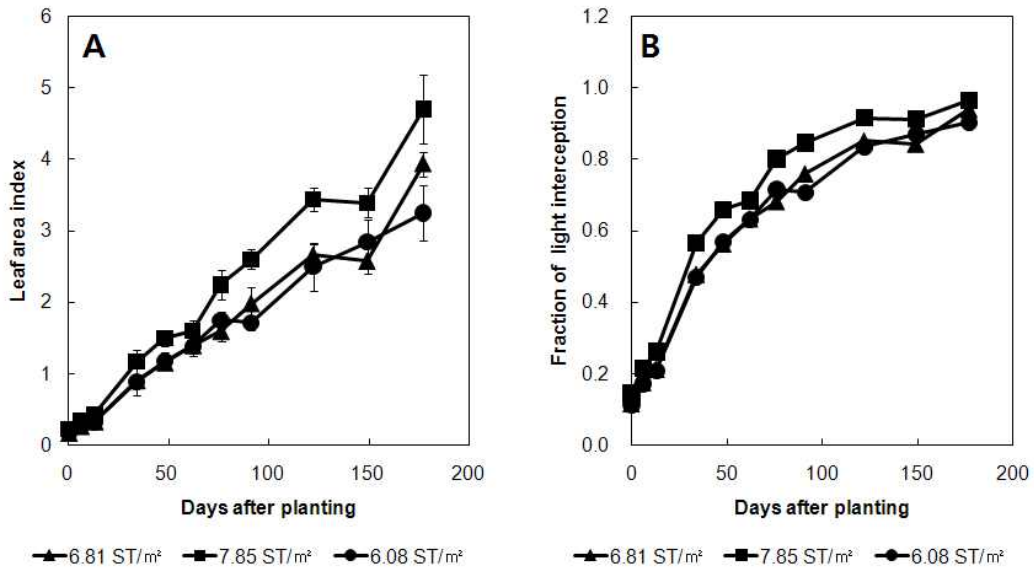 A
Leaf area index
6
5
4
3
2
1
0
0 50 100 150 200
Days after planting
▲6.81 ST/㎡ ■7.85 ST/㎡ ●6.08 ST/㎡
B
Fraction of light interception
1.2
1.0
0.8
0.6
0.4
0.2
0.0
0 50 100 150 200
Days after planting
▲6.81 ST/㎡ ■7.85 ST/㎡ ●6.08 ST/㎡